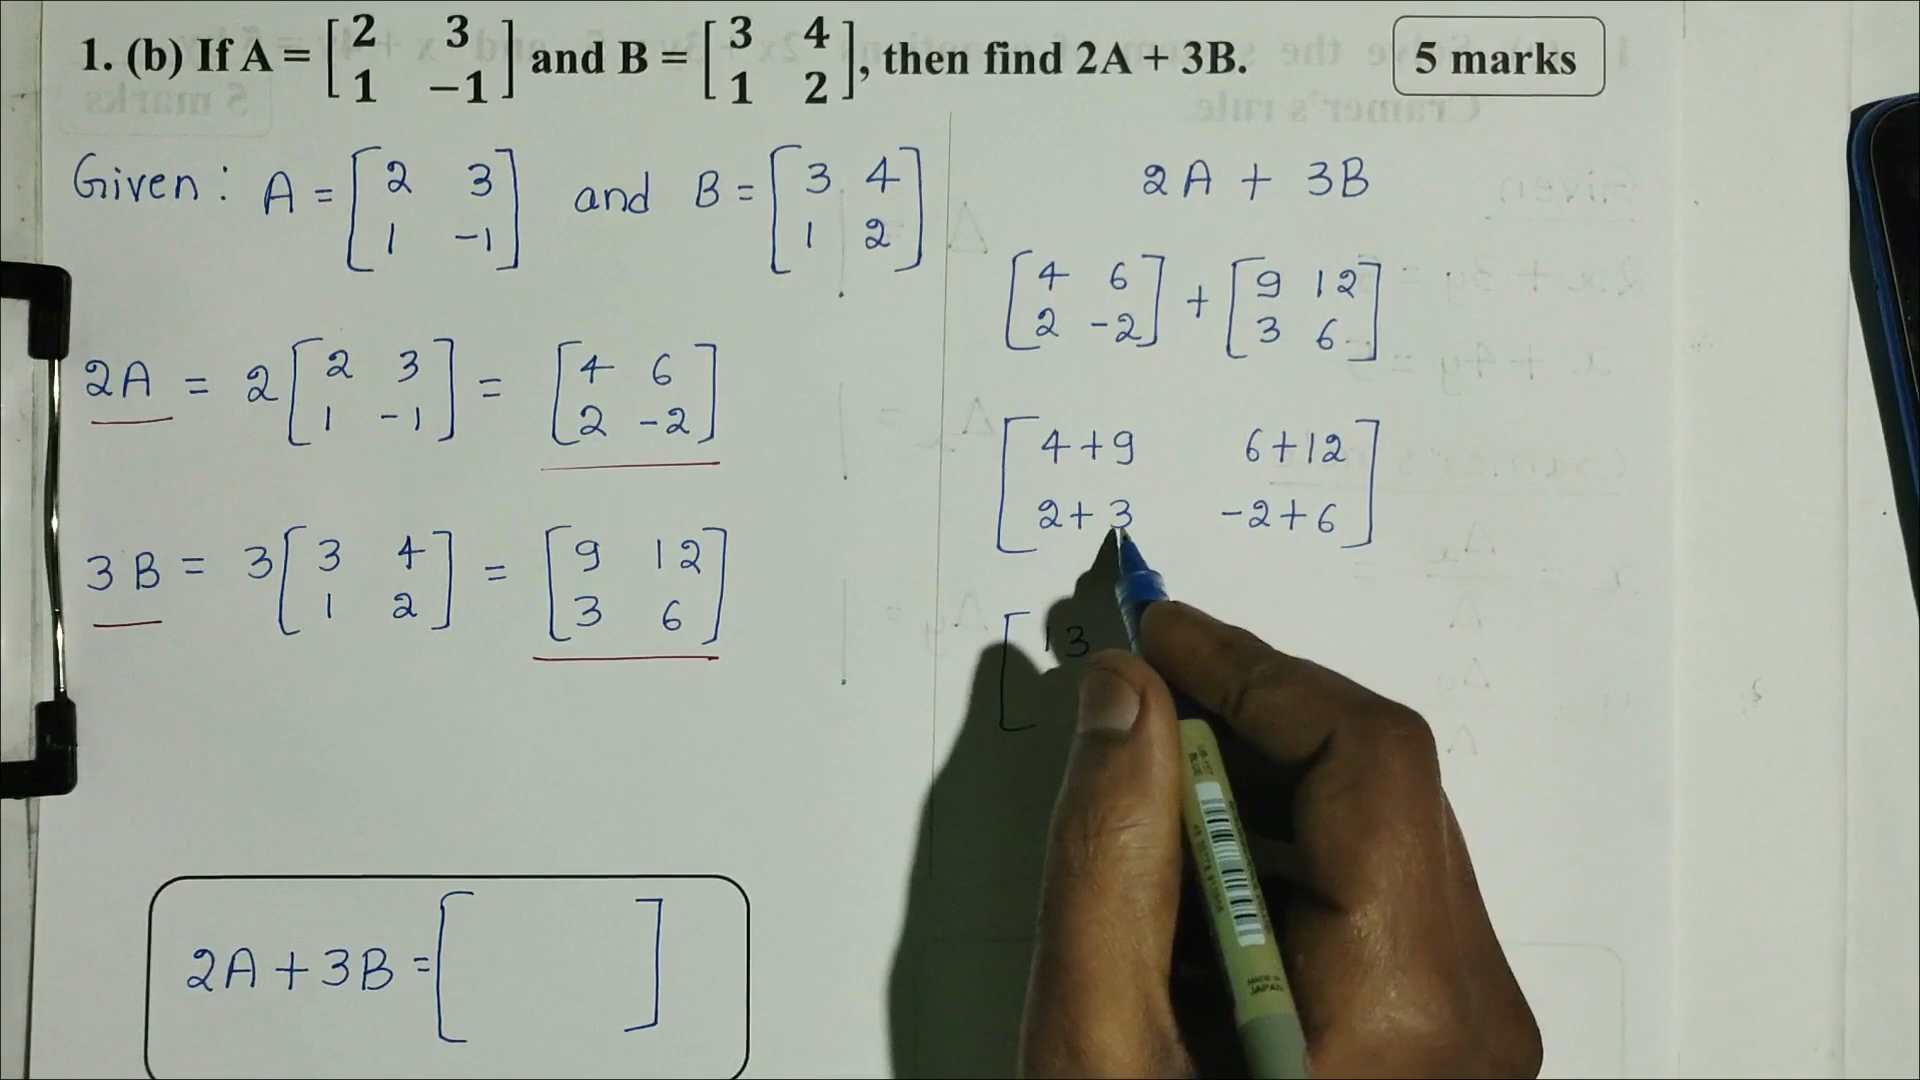 1. (b) If A = [2 3 and B = [3 4 , then find 2A + 3B. 5 marks
1 −1] 1 2]
Given : A = [2 3 and B = [3 4
1 -1] 1 2]
2A = 2[2 3 = [4 6
1 -1] 2 -2]
3B = 3[3 4 = [9 12
1 2] 3 6]
2A + 3B = [ ]
2A + 3B
[4 6 + [9 12
2 -2] 3 6]
[4+9 6+12
2+3 -2+6]
[13
MADE IN
JAPAN